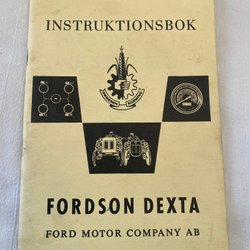 INSTRUKTIONSBOK
FORDSON DEXTA
FORD MOTOR COMPANY AB